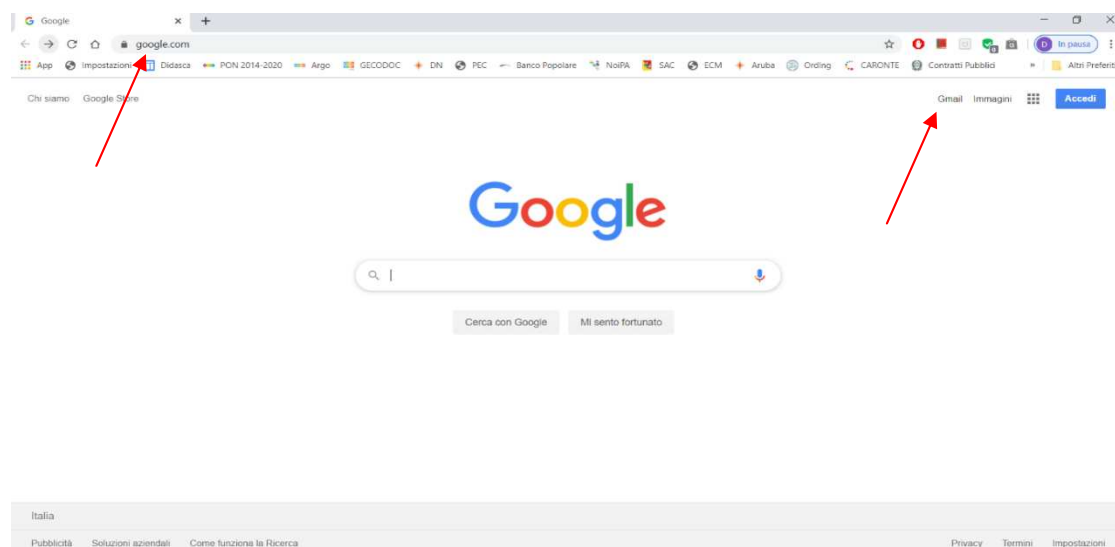 Google
google.com
In pausa
App Impostazioni Didasca PON 2014-2020 Argo GECODOC DN PEC Banco Popolare NoiPA SAC ECM Aruba Ording CARONTE Contratti Pubblici » Altri Preferiti
Chi siamo Google Store Gmail Immagini Accedi
Google
Cerca con Google Mi sento fortunato
Italia
Pubblicità Soluzioni aziendali Come funziona la Ricerca Privacy Termini Impostazioni